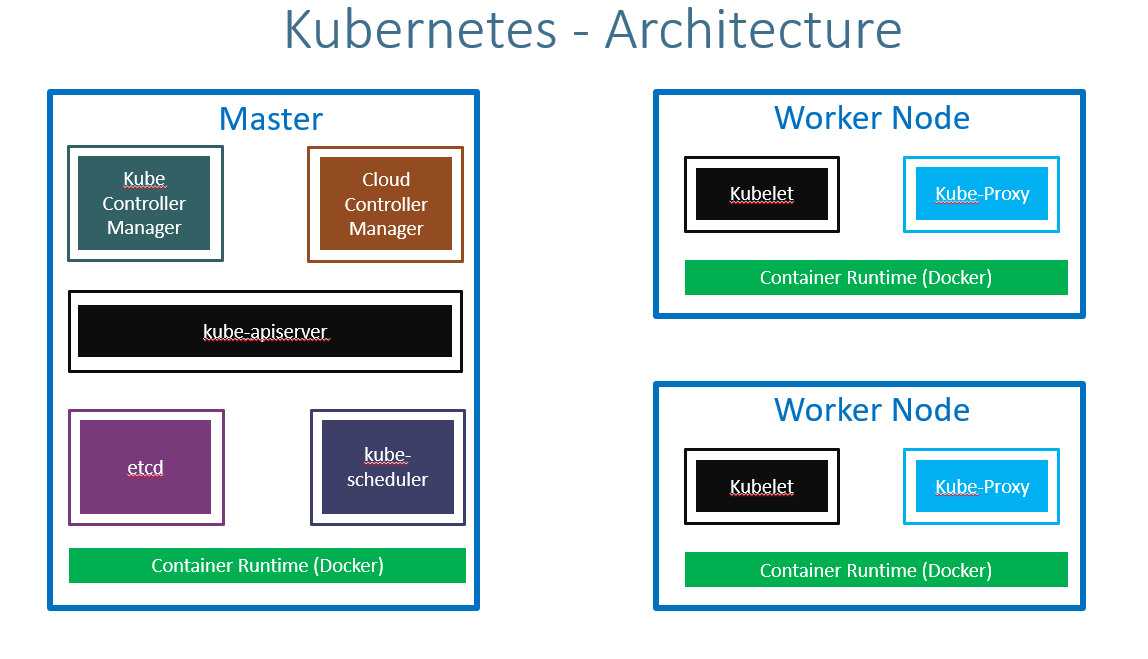 Kubernetes - Architecture
Master
Kube
Controller
Manager
Cloud
Controller
Manager
kube-apiserver
etcd
kube-
scheduler
Container Runtime (Docker)
Worker Node
Kubelet
Kube-Proxy
Container Runtime (Docker)
Worker Node
Kubelet
Kube-Proxy
Container Runtime (Docker)